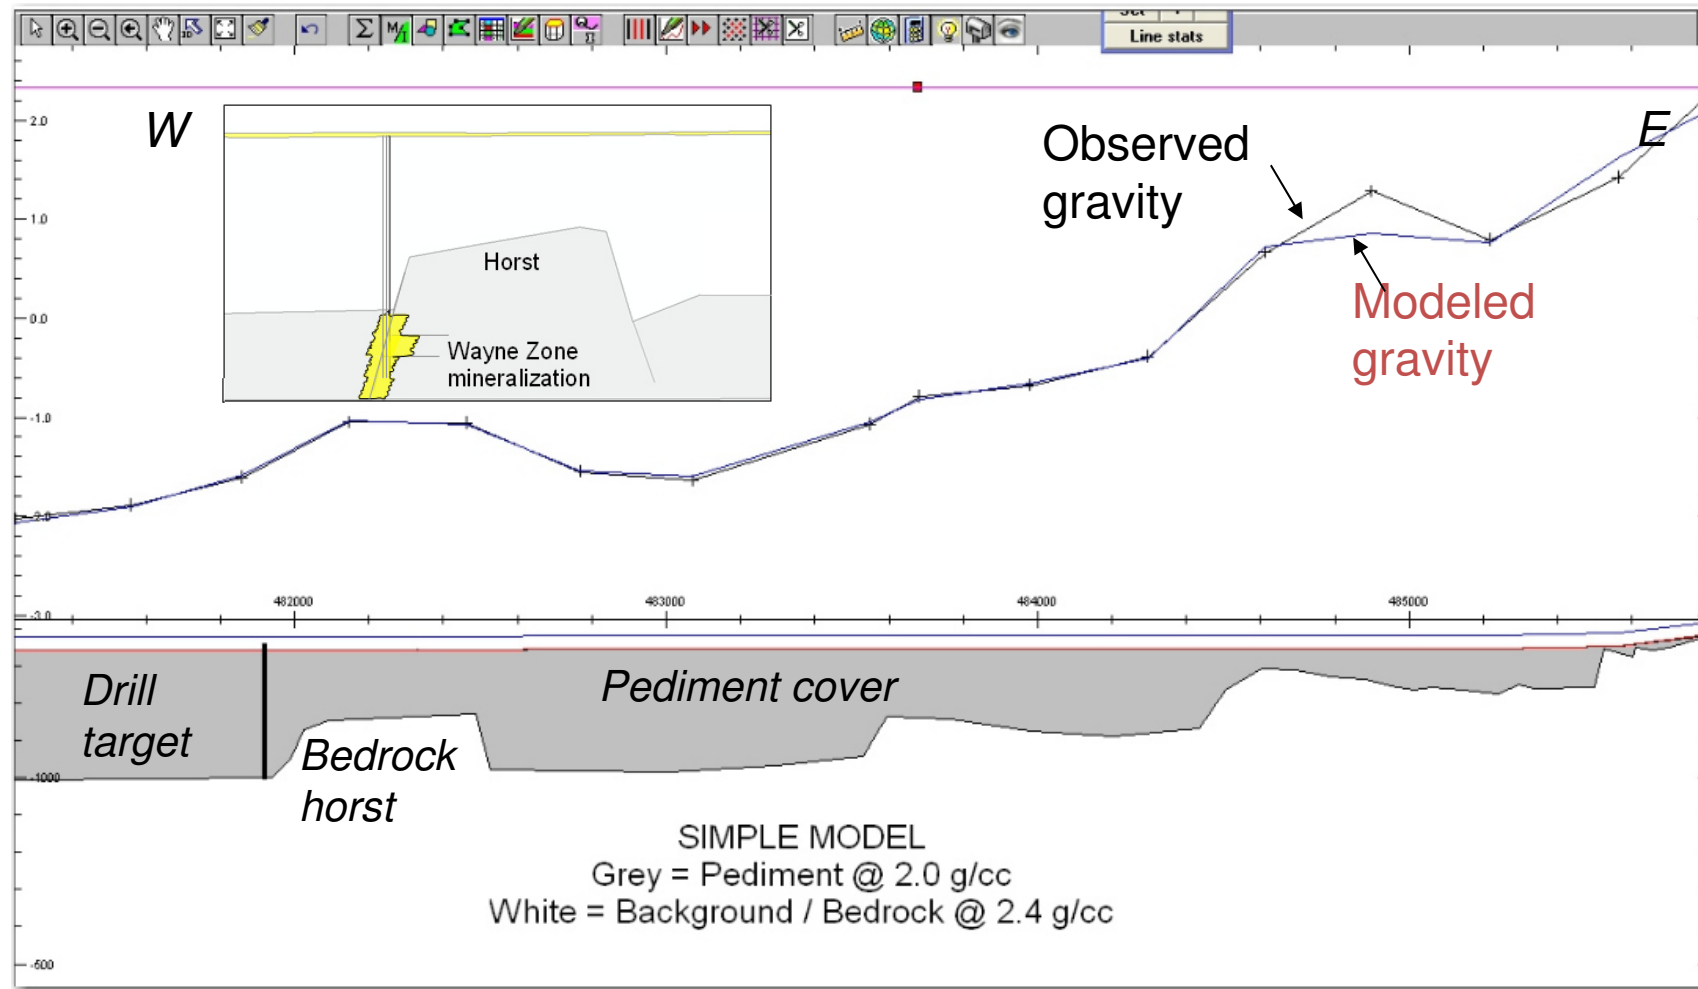 Line stats
W
E
2.0
1.0
0.0
-1.0
-2.0
-3.0
Observed
gravity
Modeled
gravity
Horst
Wayne Zone
mineralization
482000
483000
484000
485000
Drill
target
Pediment cover
Bedrock
horst
-1000
SIMPLE MODEL
Grey = Pediment @ 2.0 g/cc
White = Background / Bedrock @ 2.4 g/cc
-500